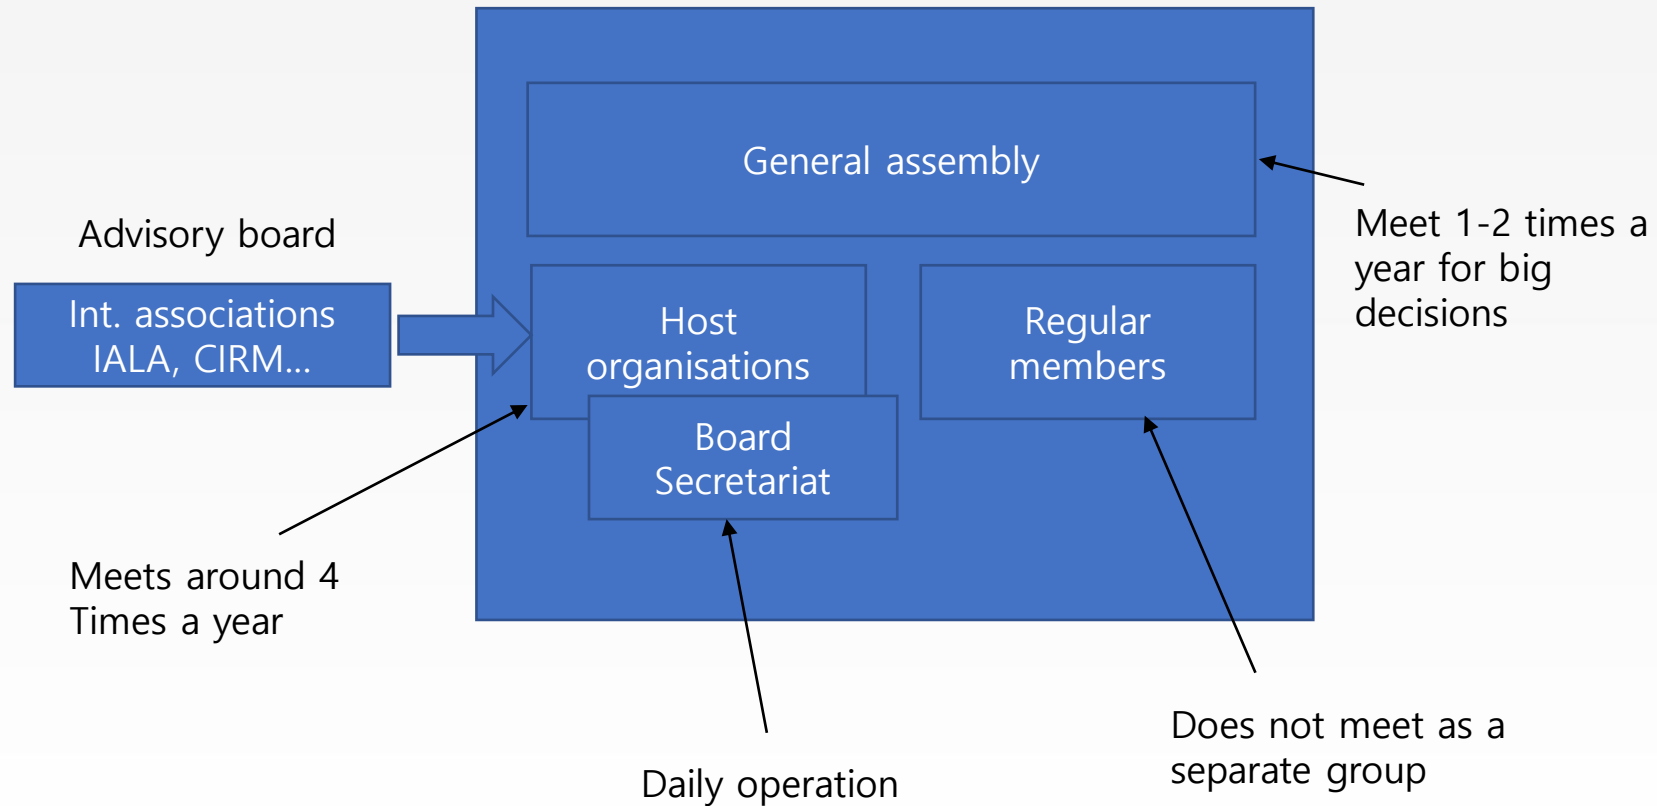 General assembly
Meet 1-2 times a
year for big
decisions
Advisory board
Int. associations
IALA, CIRM...
Host
organisations
Regular
members
Board
Secretariat
Meets around 4
Times a year
Does not meet as a
separate group
Daily operation